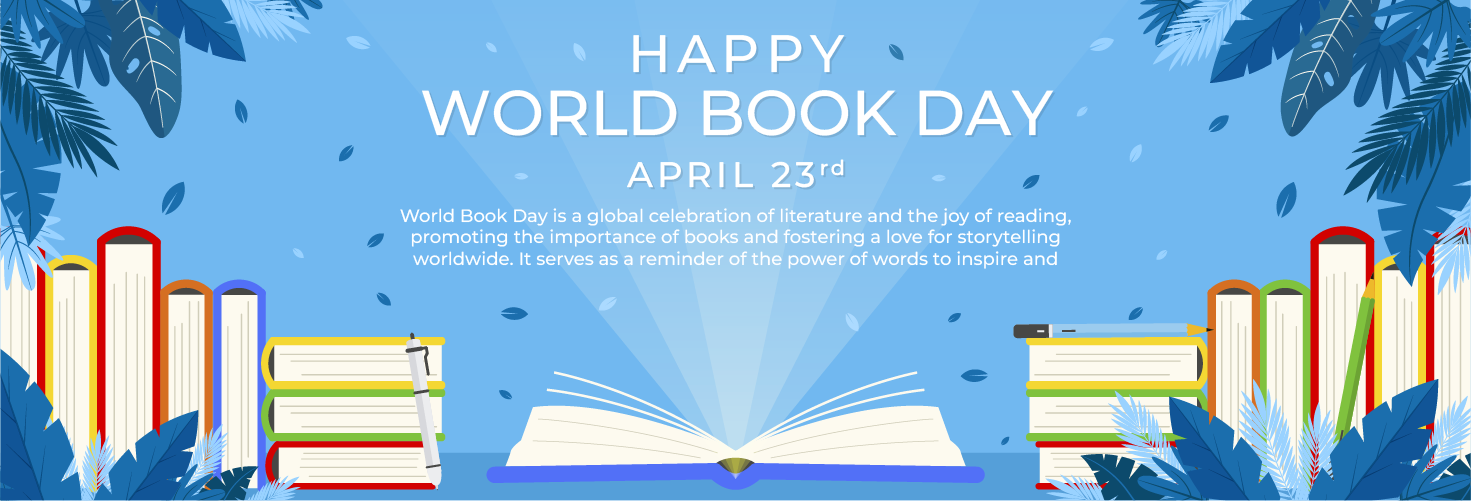 HAPPY
WORLD BOOK DAY
APRIL 23rd
World Book Day is a global celebration of literature and the joy of reading,
promoting the importance of books and fostering a love for storytelling
worldwide. It serves as a reminder of the power of words to inspire and